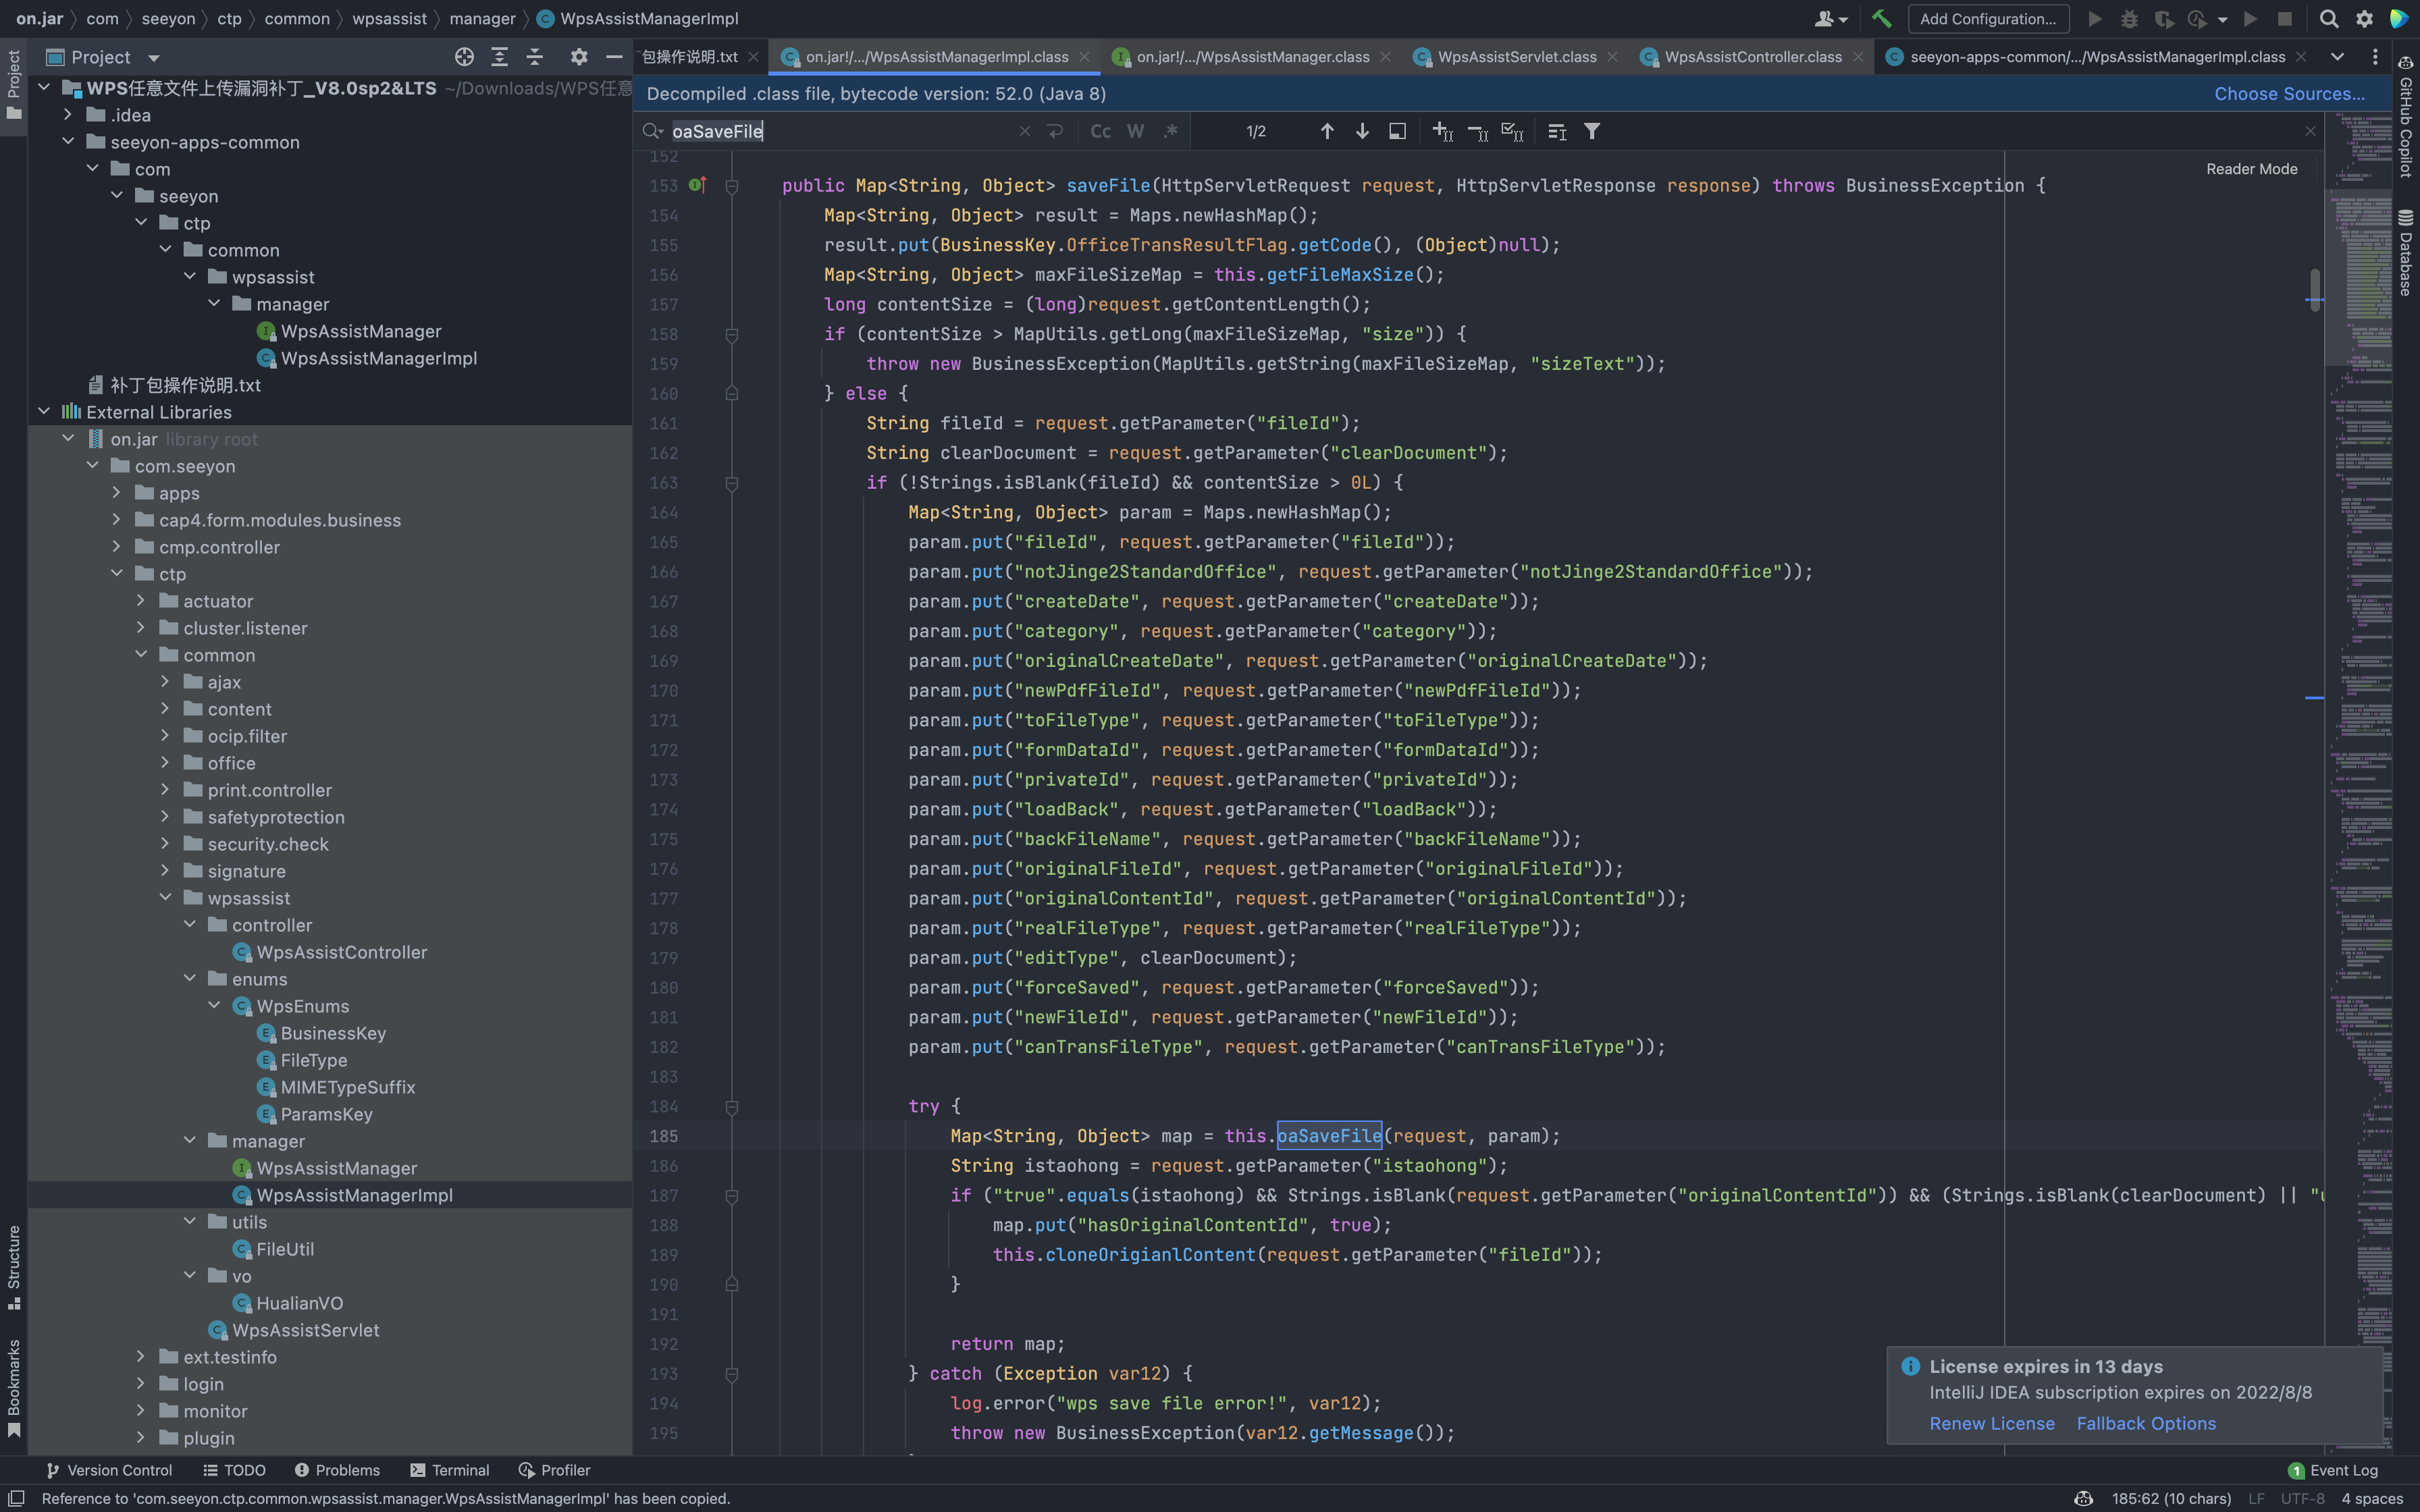 on.jar com seeyon ctp common wpsassist manager WpsAssistManagerImpl
Add Configuration...
Project
包操作说明.txt
on.jar!/.../WpsAssistManagerImpl.class
on.jar!/.../WpsAssistManager.class
WpsAssistServlet.class
WpsAssistController.class
seeyon-apps-common/.../WpsAssistManagerImpl.class
Project
Structure
Bookmarks
WPS任意文件上传漏洞补丁_V8.0sp2&LTS ~/Downloads/WPS任意
.idea
seeyon-apps-common
com
seeyon
ctp
common
wpsassist
manager
WpsAssistManager
WpsAssistManagerImpl
补丁包操作说明.txt
External Libraries
on.jar library root
com.seeyon
apps
cap4.form.modules.business
cmp.controller
ctp
actuator
cluster.listener
common
ajax
content
ocip.filter
office
print.controller
safetyprotection
security.check
signature
wpsassist
controller
WpsAssistController
enums
WpsEnums
BusinessKey
FileType
MIMETypeSuffix
ParamsKey
manager
WpsAssistManager
WpsAssistManagerImpl
utils
FileUtil
vo
HualianVO
WpsAssistServlet
ext.testinfo
login
monitor
plugin
Decompiled .class file, bytecode version: 52.0 (Java 8)
Choose Sources...
oaSaveFile
Cc W .*
1/2
Reader Mode
152
153 public Map<String, Object> saveFile(HttpServletRequest request, HttpServletResponse response) throws BusinessException {
154 Map<String, Object> result = Maps.newHashMap();
155 result.put(BusinessKey.OfficeTransResultFlag.getCode(), (Object)null);
156 Map<String, Object> maxFileSizeMap = this.getFileMaxSize();
157 long contentSize = (long)request.getContentLength();
158 if (contentSize > MapUtils.getLong(maxFileSizeMap, "size")) {
159 throw new BusinessException(MapUtils.getString(maxFileSizeMap, "sizeText"));
160 } else {
161 String fileId = request.getParameter("fileId");
162 String clearDocument = request.getParameter("clearDocument");
163 if (!Strings.isBlank(fileId) && contentSize > 0L) {
164 Map<String, Object> param = Maps.newHashMap();
165 param.put("fileId", request.getParameter("fileId"));
166 param.put("notJinge2StandardOffice", request.getParameter("notJinge2StandardOffice"));
167 param.put("createDate", request.getParameter("createDate"));
168 param.put("category", request.getParameter("category"));
169 param.put("originalCreateDate", request.getParameter("originalCreateDate"));
170 param.put("newPdfFileId", request.getParameter("newPdfFileId"));
171 param.put("toFileType", request.getParameter("toFileType"));
172 param.put("formDataId", request.getParameter("formDataId"));
173 param.put("privateId", request.getParameter("privateId"));
174 param.put("loadBack", request.getParameter("loadBack"));
175 param.put("backFileName", request.getParameter("backFileName"));
176 param.put("originalFileId", request.getParameter("originalFileId"));
177 param.put("originalContentId", request.getParameter("originalContentId"));
178 param.put("realFileType", request.getParameter("realFileType"));
179 param.put("editType", clearDocument);
180 param.put("forceSaved", request.getParameter("forceSaved"));
181 param.put("newFileId", request.getParameter("newFileId"));
182 param.put("canTransFileType", request.getParameter("canTransFileType"));
183
184 try {
185 Map<String, Object> map = this.oaSaveFile(request, param);
186 String istaohong = request.getParameter("istaohong");
187 if ("true".equals(istaohong) && Strings.isBlank(request.getParameter("originalContentId")) && (Strings.isBlank(clearDocument) || "
188 map.put("hasOriginalContentId", true);
189 this.cloneOrigianlContent(request.getParameter("fileId"));
190 }
191
192 return map;
193 } catch (Exception var12) {
194 log.error("wps save file error!", var12);
195 throw new BusinessException(var12.getMessage());
GitHub Copilot
Database
License expires in 13 days
IntelliJ IDEA subscription expires on 2022/8/8
Renew License Fallback Options
Version Control TODO Problems Terminal Profiler
1 Event Log
Reference to 'com.seeyon.ctp.common.wpsassist.manager.WpsAssistManagerImpl' has been copied.
185:62 (10 chars) LF UTF-8 4 spaces